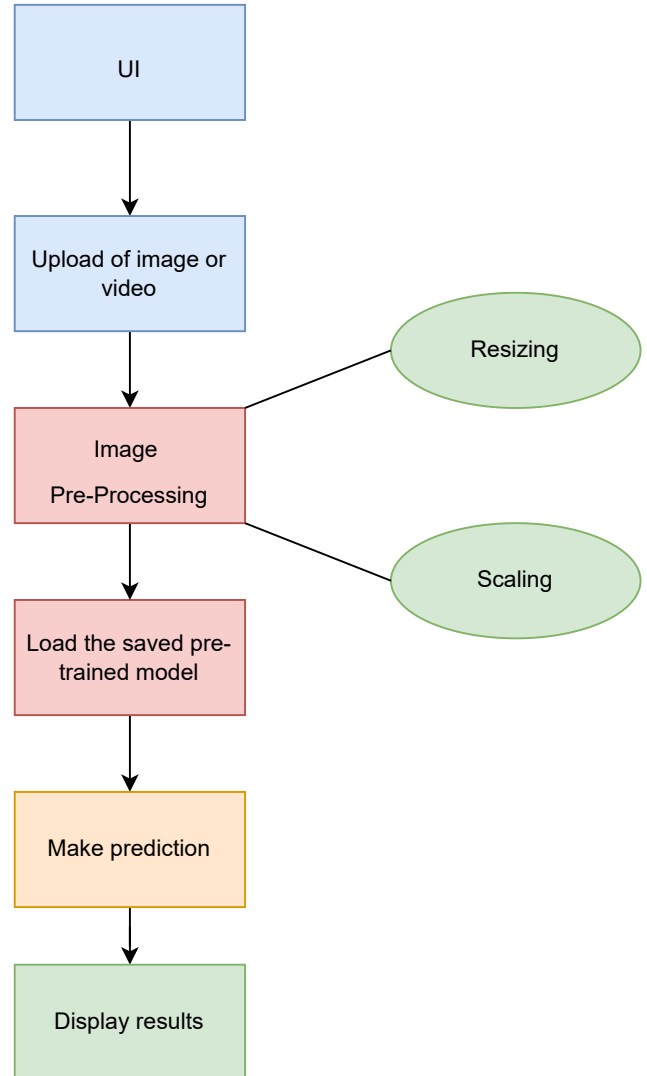 UI
Upload of image or
video
Resizing
Image
Pre-Processing
Scaling
Load the saved pre-
trained model
Make prediction
Display results